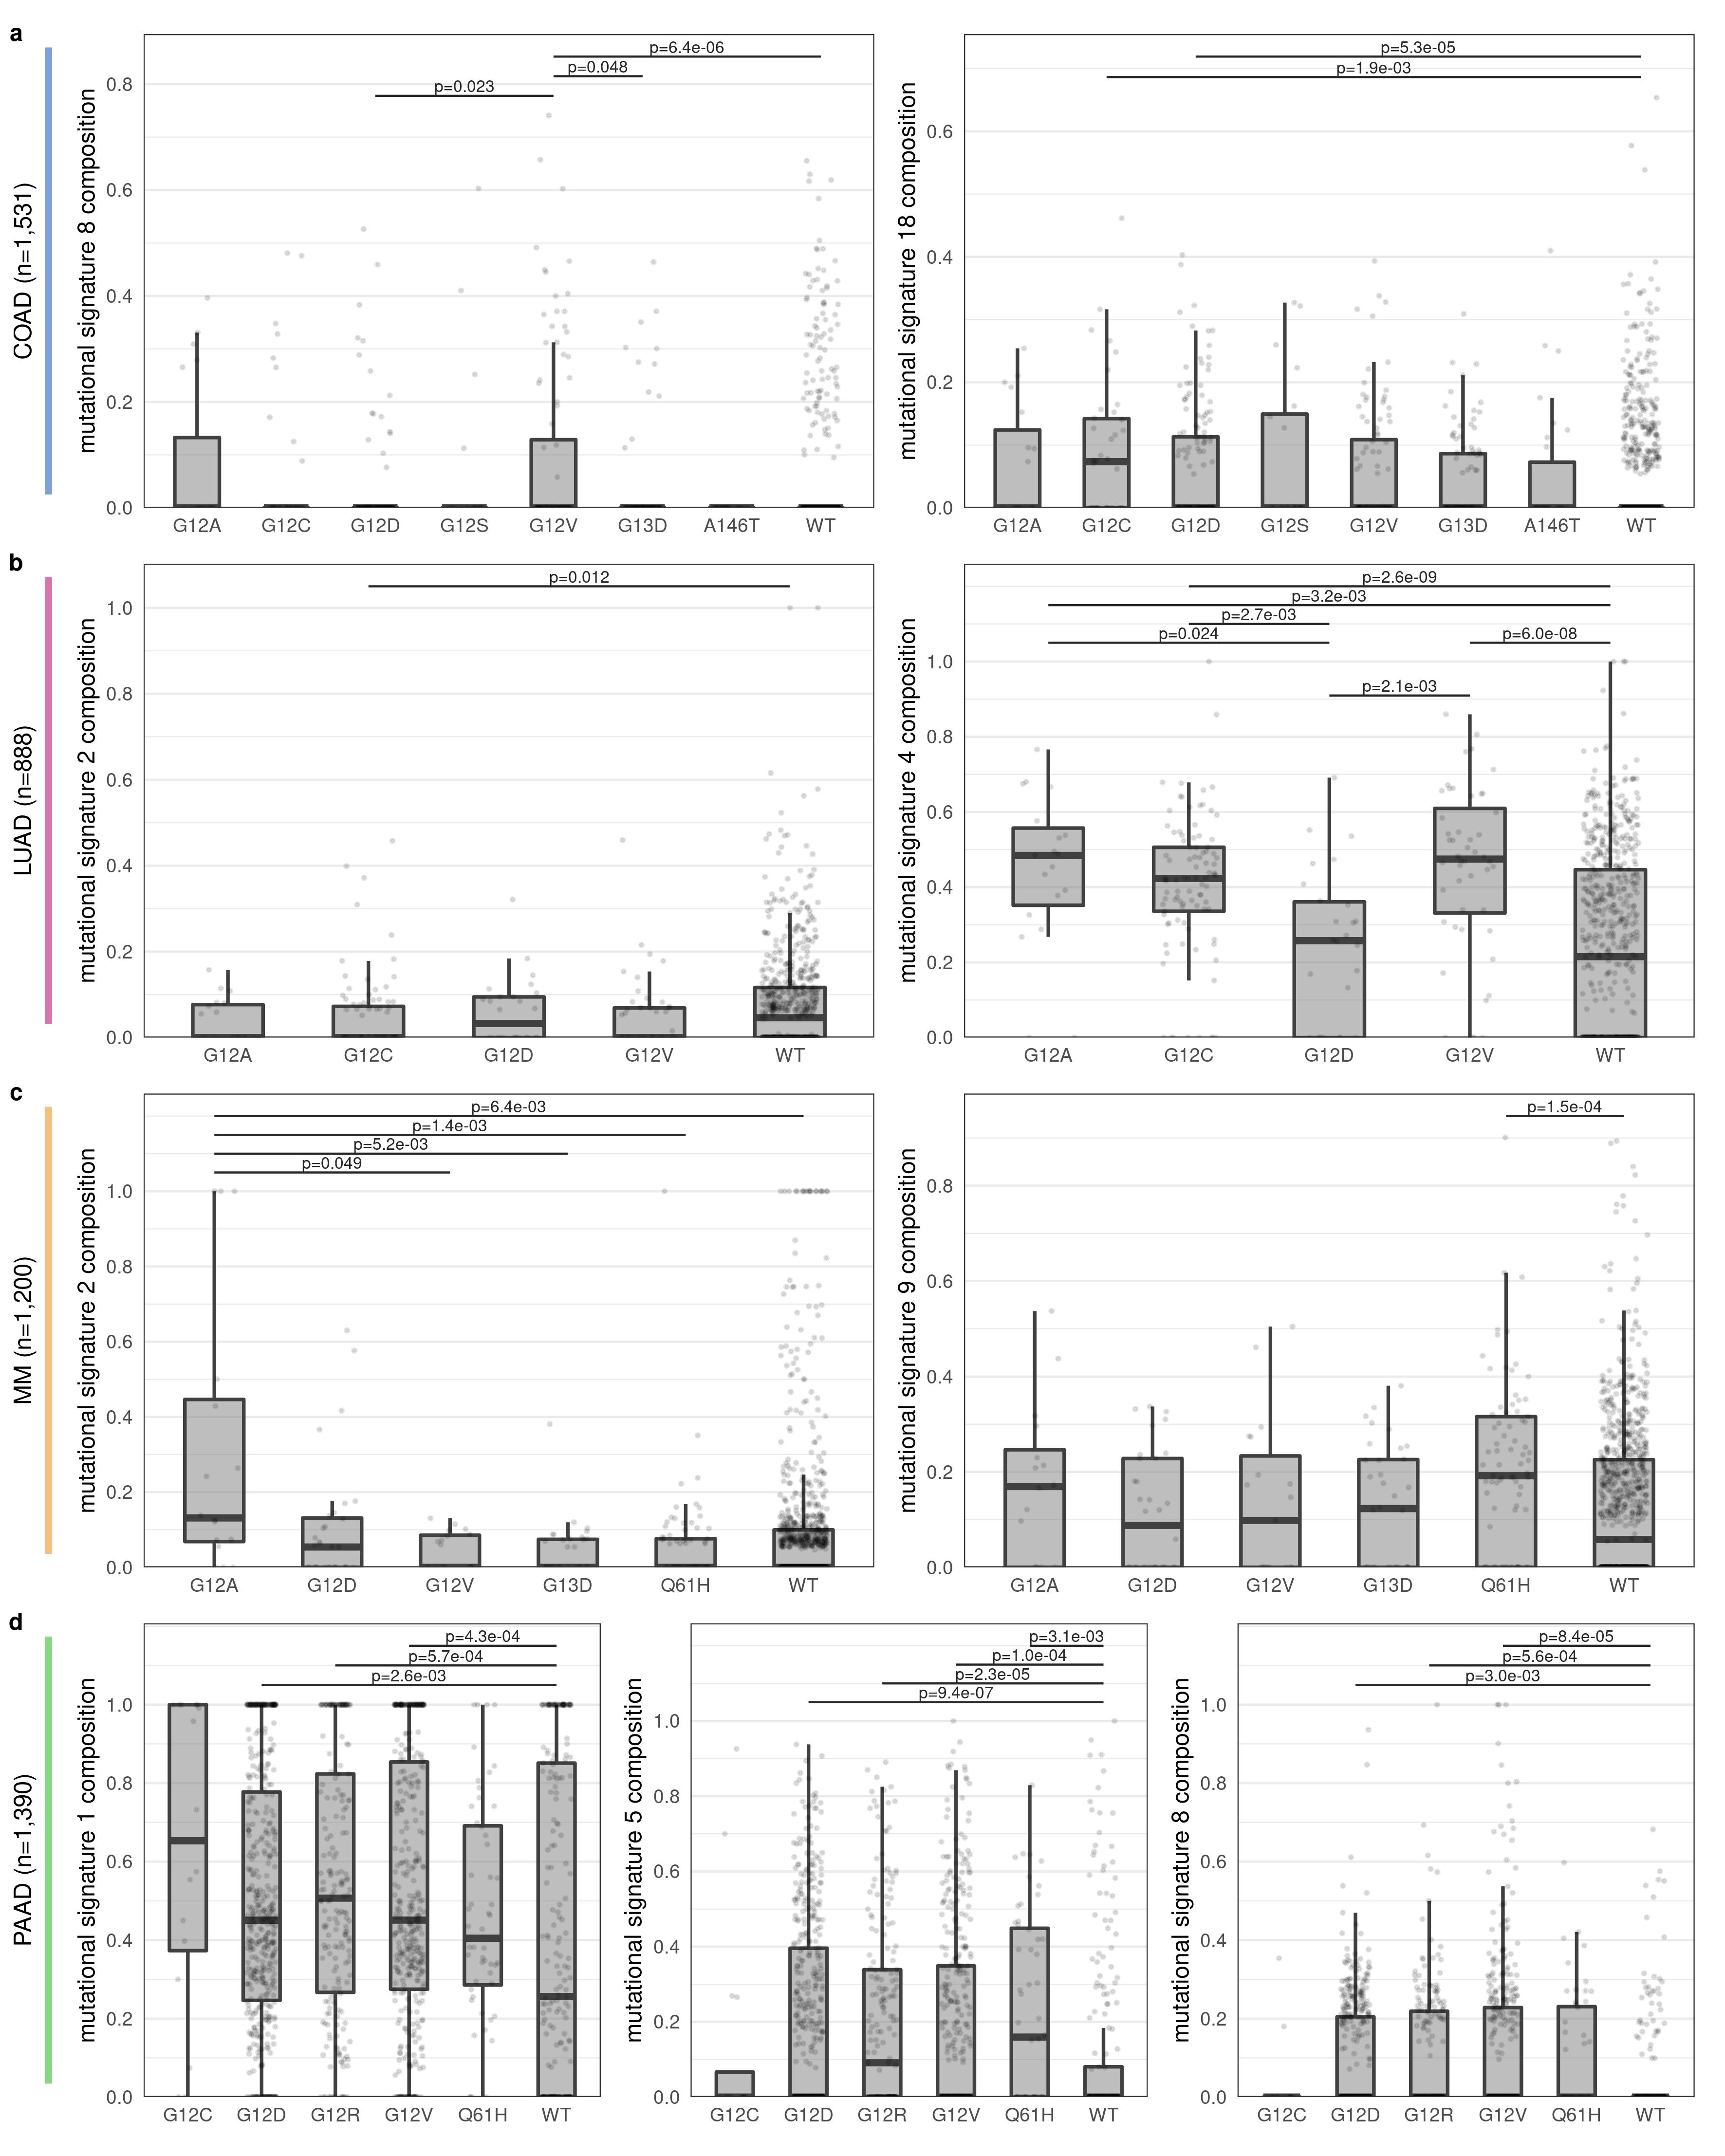 a
COAD (n=1,531)
mutational signature 8 composition
p=6.4e-06
p=0.048
p=0.023
0.8
0.6
0.4
0.2
0.0
G12A G12C G12D G12S G12V G13D A146T WT
mutational signature 18 composition
p=5.3e-05
p=1.9e-03
0.6
0.4
0.2
0.0
G12A G12C G12D G12S G12V G13D A146T WT
b
LUAD (n=888)
mutational signature 2 composition
p=0.012
1.0
0.8
0.6
0.4
0.2
0.0
G12A G12C G12D G12V WT
mutational signature 4 composition
p=2.6e-09
p=3.2e-03
p=2.7e-03
p=0.024 p=6.0e-08
p=2.1e-03
1.0
0.8
0.6
0.4
0.2
0.0
G12A G12C G12D G12V WT
c
MM (n=1,200)
mutational signature 2 composition
p=6.4e-03
p=1.4e-03
p=5.2e-03
p=0.049
1.0
0.8
0.6
0.4
0.2
0.0
G12A G12D G12V G13D Q61H WT
mutational signature 9 composition
p=1.5e-04
0.8
0.6
0.4
0.2
0.0
G12A G12D G12V G13D Q61H WT
d
PAAD (n=1,390)
mutational signature 1 composition
p=4.3e-04
p=5.7e-04
p=2.6e-03
1.0
0.8
0.6
0.4
0.2
0.0
G12C G12D G12R G12V Q61H WT
mutational signature 5 composition
p=3.1e-03
p=1.0e-04
p=2.3e-05
p=9.4e-07
1.0
0.8
0.6
0.4
0.2
0.0
G12C G12D G12R G12V Q61H WT
mutational signature 8 composition
p=8.4e-05
p=5.6e-04
p=3.0e-03
1.0
0.8
0.6
0.4
0.2
0.0
G12C G12D G12R G12V Q61H WT